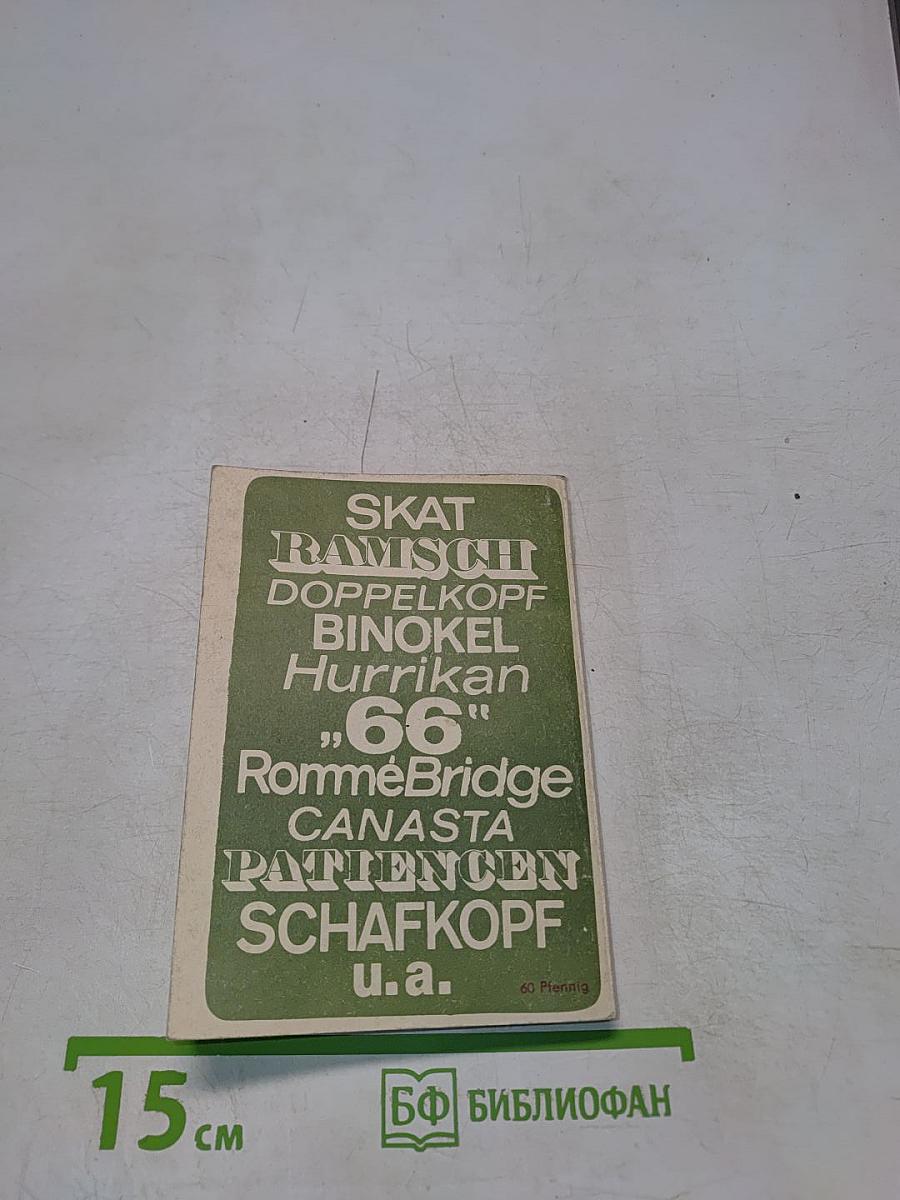 SKAT
RAMSCH
DOPPELKOPF
BINOKEL
Hurrikan
„66“
RomméBridge
CANASTA
PATIENCEN
SCHAFKOPF
u.a.
60 Pfennig
15 см
БФ БИБЛИОФАН